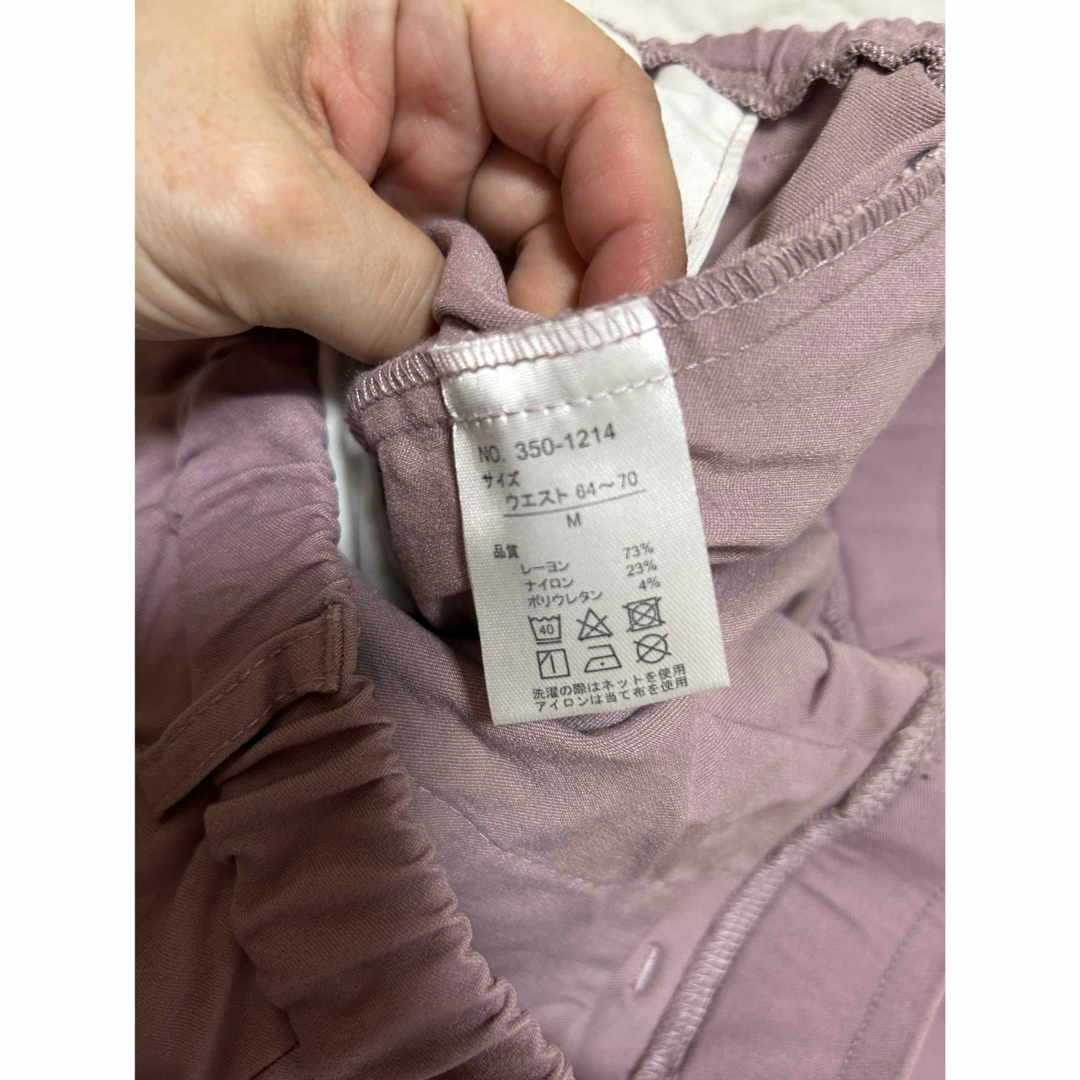 NO. 350-1214
サイズ
ウエスト 64～70
M
品質
レーヨン 73%
ナイロン 23%
ポリウレタン 4%
40
洗濯の際はネットを使用
アイロンは当て布を使用